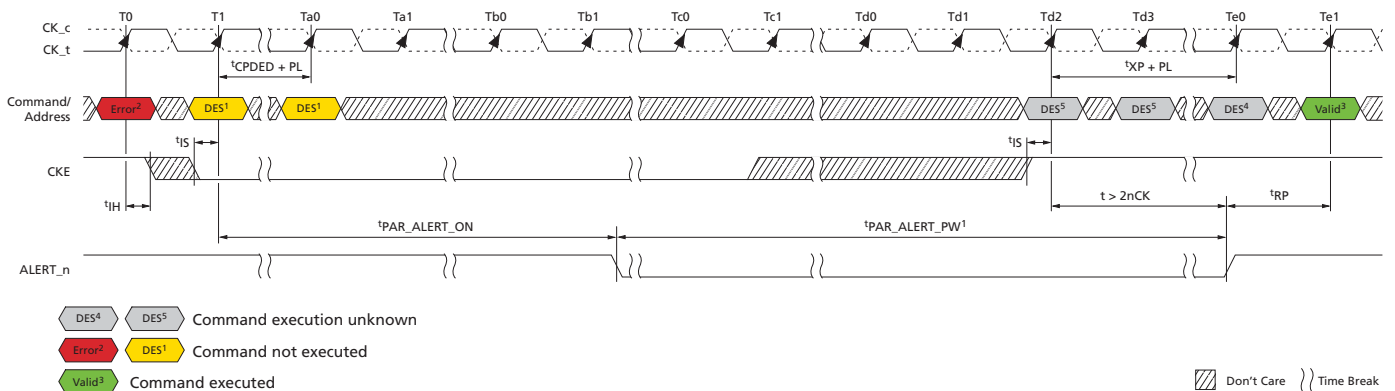 T0 T1 Ta0 Ta1 Tb0 Tb1 Tc0 Tc1 Td0 Td1 Td2 Td3 Te0 Te1
CK_c
CK_t
tCPDED + PL tXP + PL
Command/
Address
Error2 DES1 DES1 DES5 DES5 DES4 Valid3
tIS tIS
CKE
tIH t > 2nCK tRP
tPAR_ALERT_ON tPAR_ALERT_PW1
ALERT_n
DES4 DES5 Command execution unknown
Error2 DES1 Command not executed
Valid3 Command executed
Don't Care Time Break